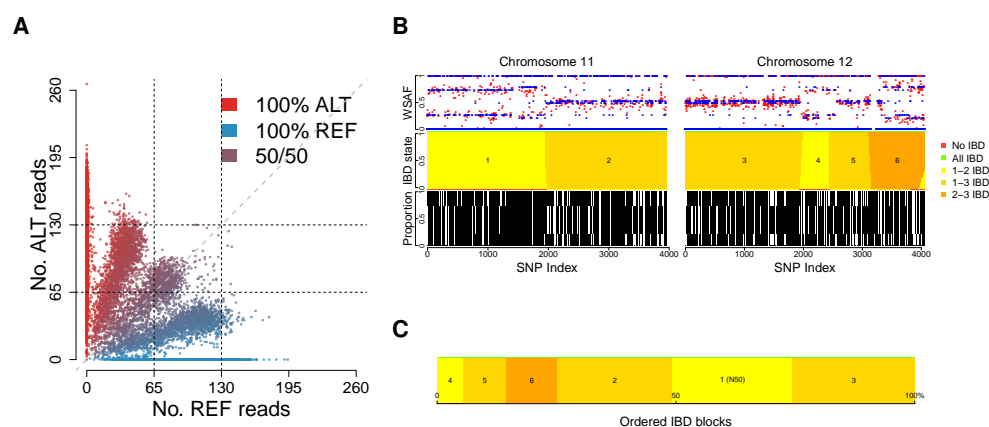 A
260
195
130
65
0
No. ALT reads
100% ALT
100% REF
50/50
0 65 130 195 260
No. REF reads
B
Chromosome 11 Chromosome 12
WSAF
0.5
1
IBD state
0.5
1 2 3 4 5 6
Proportion
0 0.5 1
0 1000 2000 3000 4000 0 1000 2000 3000 4000
SNP Index SNP Index
No IBD
All IBD
1–2 IBD
1–3 IBD
2–3 IBD
C
4 5 6 2 1 (N50) 3
0 50 100%
Ordered IBD blocks